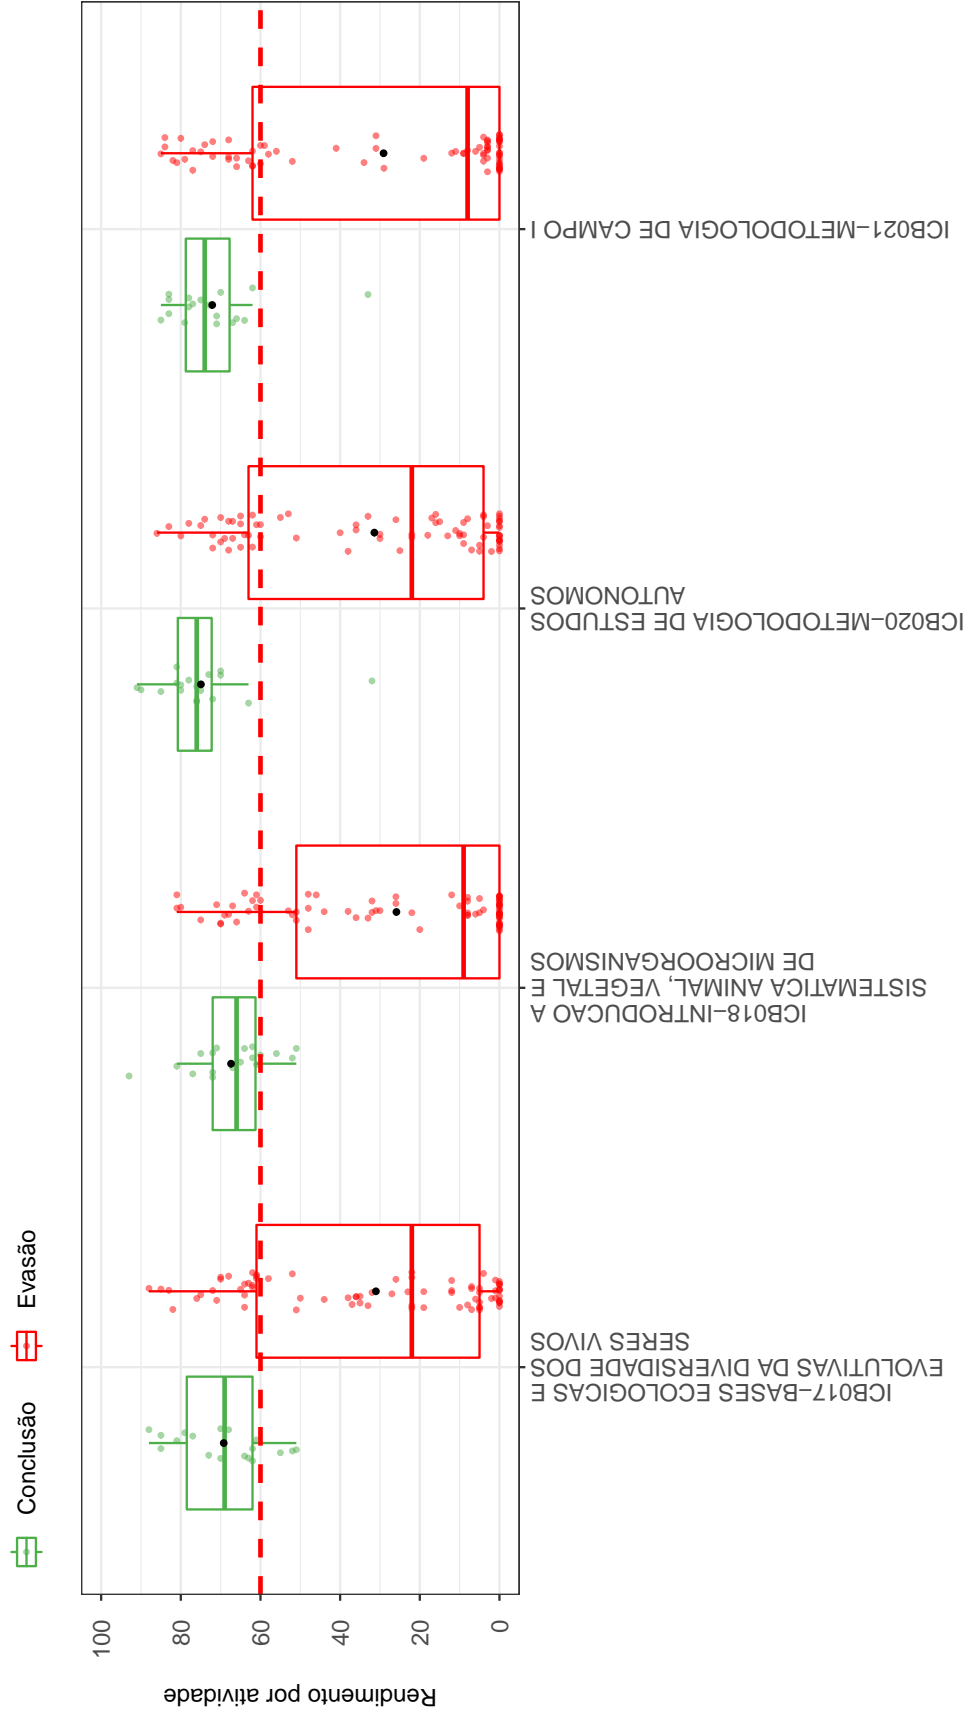 Conclusão
Evasão
Rendimento por atividade
100
80
60
40
20
0
ICB017−BASES ECOLOGICAS E
EVOLUTIVAS DA DIVERSIDADE DOS
SERES VIVOS
ICB018−INTRODUCAO A
SISTEMATICA ANIMAL, VEGETAL E
DE MICROORGANISMOS
ICB020−METODOLOGIA DE ESTUDOS
AUTONOMOS
ICB021−METODOLOGIA DE CAMPO I